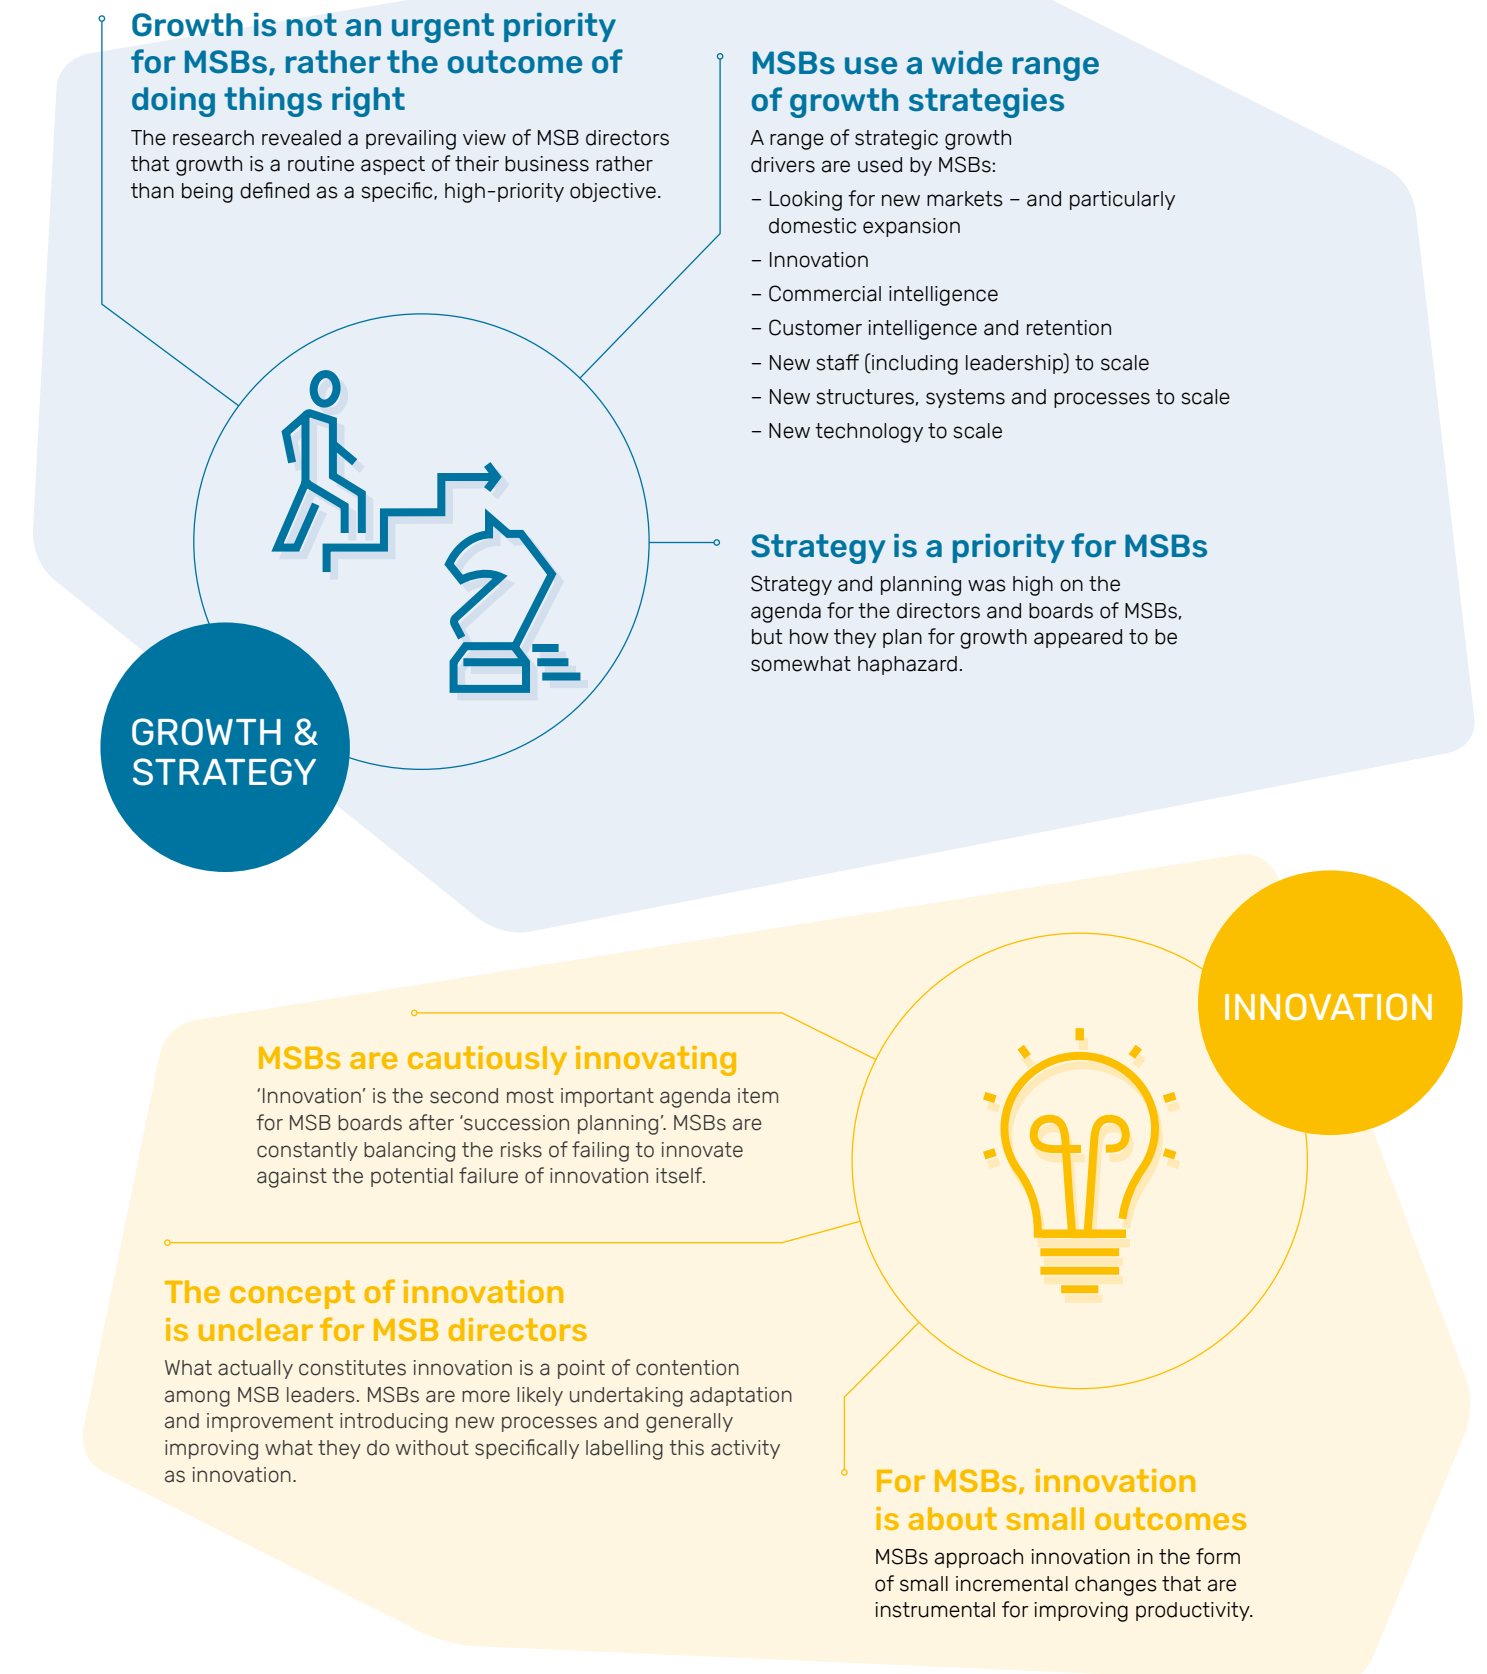 Growth is not an urgent priority
for MSBs, rather the outcome of
doing things right
The research revealed a prevailing view of MSB directors
that growth is a routine aspect of their business rather
than being defined as a specific, high-priority objective.
MSBs use a wide range
of growth strategies
A range of strategic growth
drivers are used by MSBs:
– Looking for new markets – and particularly
domestic expansion
– Innovation
– Commercial intelligence
– Customer intelligence and retention
– New staff (including leadership) to scale
– New structures, systems and processes to scale
– New technology to scale
Strategy is a priority for MSBs
Strategy and planning was high on the
agenda for the directors and boards of MSBs,
but how they plan for growth appeared to be
somewhat haphazard.
GROWTH &
STRATEGY
INNOVATION
MSBs are cautiously innovating
‘Innovation’ is the second most important agenda item
for MSB boards after ‘succession planning’. MSBs are
constantly balancing the risks of failing to innovate
against the potential failure of innovation itself.
The concept of innovation
is unclear for MSB directors
What actually constitutes innovation is a point of contention
among MSB leaders. MSBs are more likely undertaking adaptation
and improvement introducing new processes and generally
improving what they do without specifically labelling this activity
as innovation.
For MSBs, innovation
is about small outcomes
MSBs approach innovation in the form
of small incremental changes that are
instrumental for improving productivity.